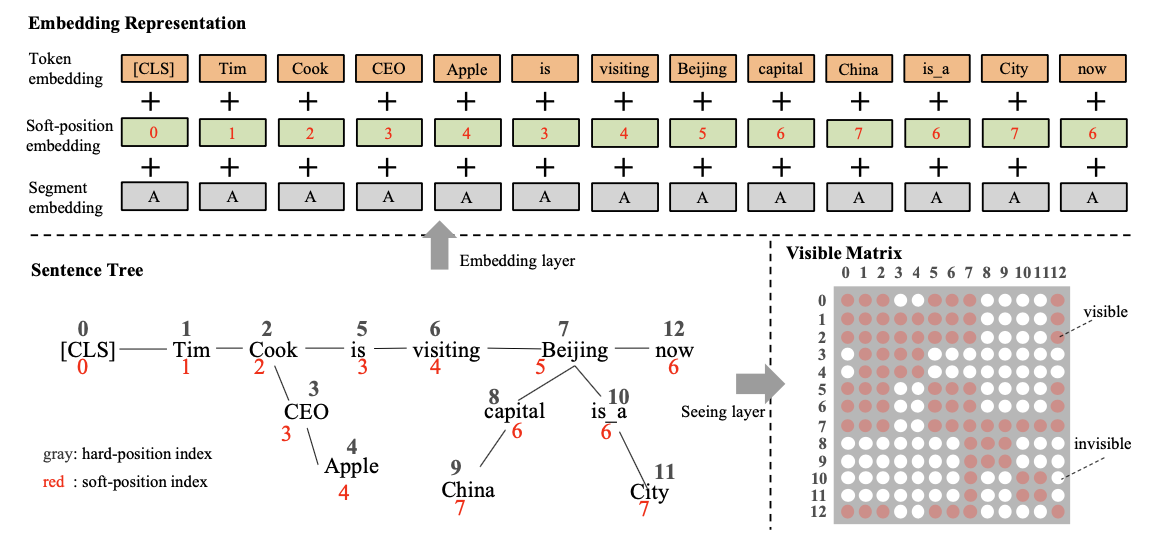 Embedding Representation
Token embedding [CLS] Tim Cook CEO Apple is visiting Beijing capital China is_a City now
+ + + + + + + + + + + + +
Soft-position embedding 0 1 2 3 4 3 4 5 6 7 6 7 6
+ + + + + + + + + + + + +
Segment embedding A A A A A A A A A A A A A
Embedding layer
Sentence Tree
0 1 2 5 6 7 12
[CLS] Tim Cook is visiting Beijing now
0 1 2 3 4 5 6
3
CEO
3
4
Apple
4
8 10
capital is_a
6 6
9 11
China City
7 7
gray: hard-position index
red : soft-position index
Seeing layer
Visible Matrix
0 1 2 3 4 5 6 7 8 9 10 11 12
0
1
2
3
4
5
6
7
8
9
10
11
12
visible
invisible